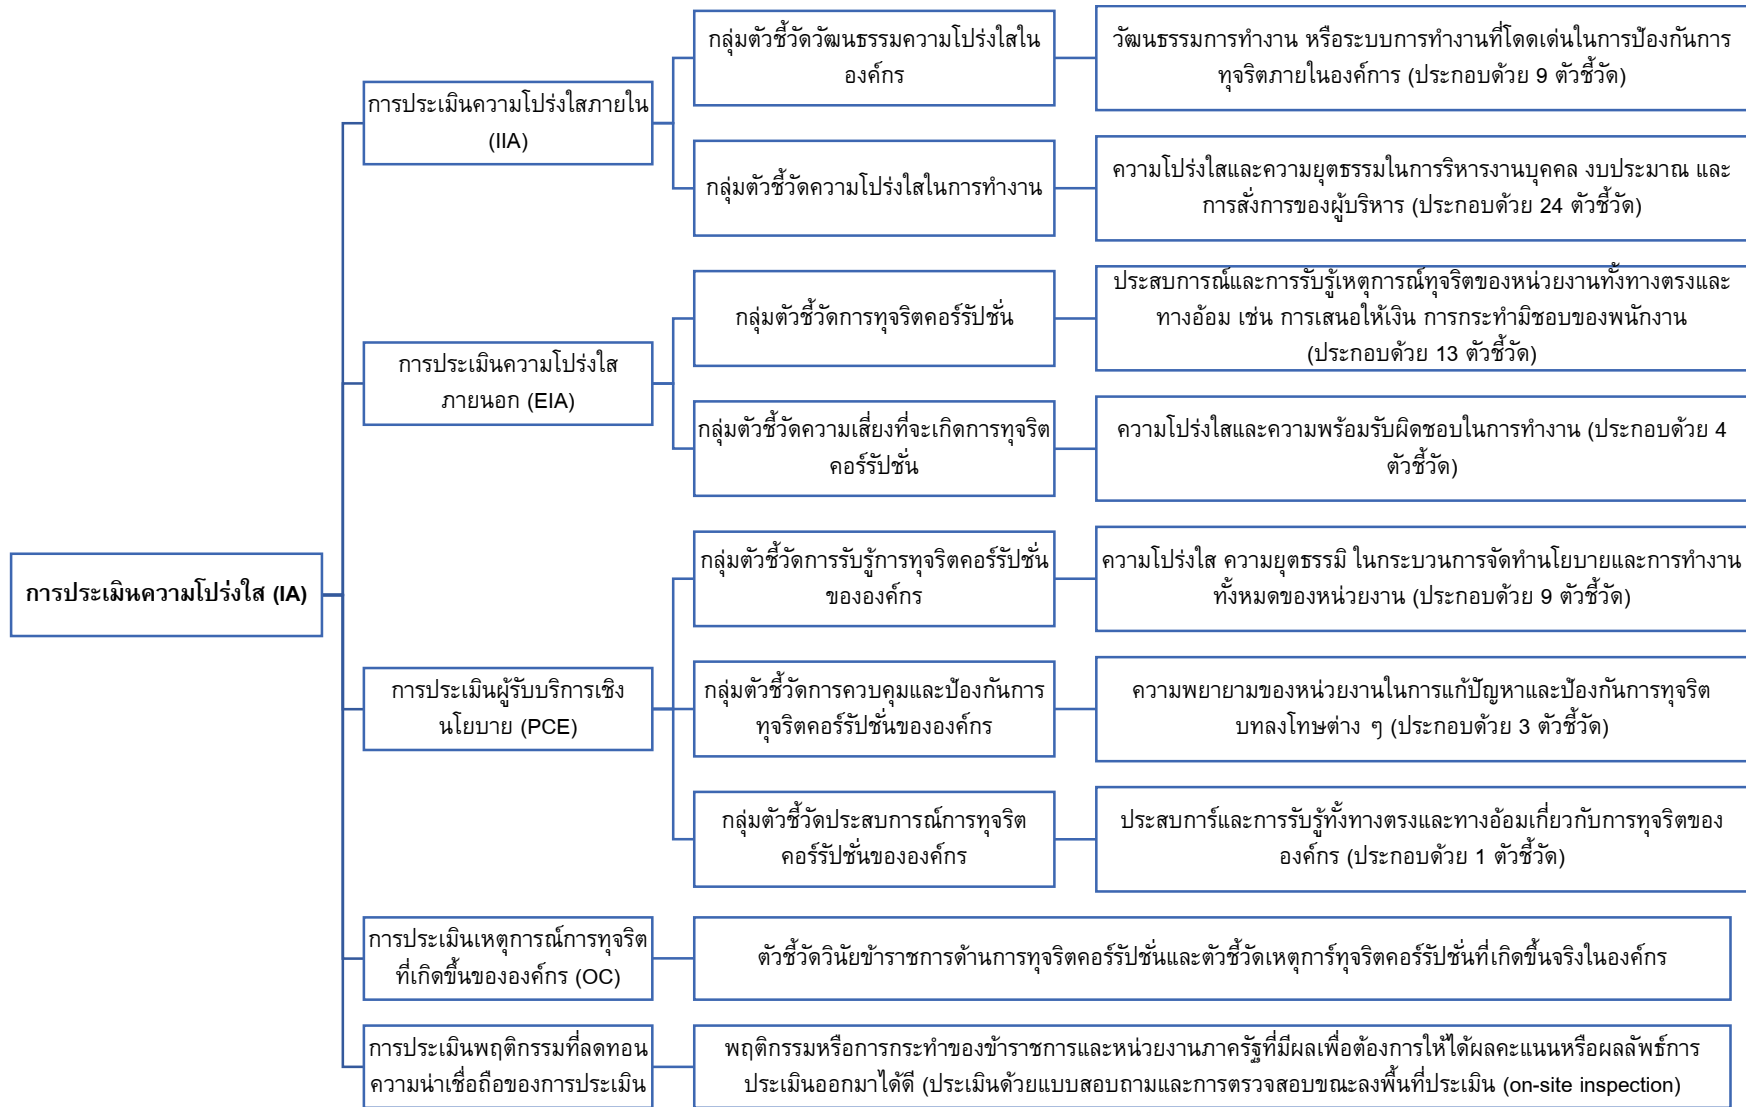 การประเมินความโปร่งใส (IA)
การประเมินความโปร่งใสภายใน
(IIA)
กลุ่มตัวชี้วัดวัฒนธรรมความโปร่งใสใน
องค์กร
วัฒนธรรมการทำงาน หรือระบบการทำงานที่โดดเด่นในการป้องกันการ
ทุจริตภายในองค์การ (ประกอบด้วย 9 ตัวชี้วัด)
กลุ่มตัวชี้วัดความโปร่งใสในการทำงาน
ความโปร่งใสและความยุตธรรมในการริหารงานบุคคล งบประมาณ และ
การสั่งการของผู้บริหาร (ประกอบด้วย 24 ตัวชี้วัด)
การประเมินความโปร่งใส
ภายนอก (EIA)
กลุ่มตัวชี้วัดการทุจริตคอร์รัปชั่น
ประสบการณ์และการรับรู้เหตุการณ์ทุจริตของหน่วยงานทั้งทางตรงและ
ทางอ้อม เช่น การเสนอให้เงิน การกระทำมิชอบของพนักงาน
(ประกอบด้วย 13 ตัวชี้วัด)
กลุ่มตัวชี้วัดความเสี่ยงที่จะเกิดการทุจริต
คอร์รัปชั่น
ความโปร่งใสและความพร้อมรับผิดชอบในการทำงาน (ประกอบด้วย 4
ตัวชี้วัด)
การประเมินผู้รับบริการเชิง
นโยบาย (PCE)
กลุ่มตัวชี้วัดการรับรู้การทุจริตคอร์รัปชั่น
ขององค์กร
ความโปร่งใส ความยุตธรรมิ ในกระบวนการจัดทำนโยบายและการทำงาน
ทั้งหมดของหน่วยงาน (ประกอบด้วย 9 ตัวชี้วัด)
กลุ่มตัวชี้วัดการควบคุมและป้องกันการ
ทุจริตคอร์รัปชั่นขององค์กร
ความพยายามของหน่วยงานในการแก้ปัญหาและป้องกันการทุจริต
บทลงโทษต่าง ๆ (ประกอบด้วย 3 ตัวชี้วัด)
กลุ่มตัวชี้วัดประสบการณ์การทุจริต
คอร์รัปชั่นขององค์กร
ประสบการ์และการรับรู้ทั้งทางตรงและทางอ้อมเกี่ยวกับการทุจริตของ
องค์กร (ประกอบด้วย 1 ตัวชี้วัด)
การประเมินเหตุการณ์การทุจริต
ที่เกิดขึ้นขององค์กร (OC)
ตัวชี้วัดวินัยข้าราชการด้านการทุจริตคอร์รัปชั่นและตัวชี้วัดเหตุการ์ทุจริตคอร์รัปชั่นที่เกิดขึ้นจริงในองค์กร
การประเมินพฤติกรรมที่ลดทอน
ความน่าเชื่อถือของการประเมิน
พฤติกรรมหรือการกระทำของข้าราชการและหน่วยงานภาครัฐที่มีผลเพื่อต้องการให้ได้ผลคะแนนหรือผลลัพธ์การ
ประเมินออกมาได้ดี (ประเมินด้วยแบบสอบถามและการตรวจสอบขณะลงพื้นที่ประเมิน (on-site inspection)